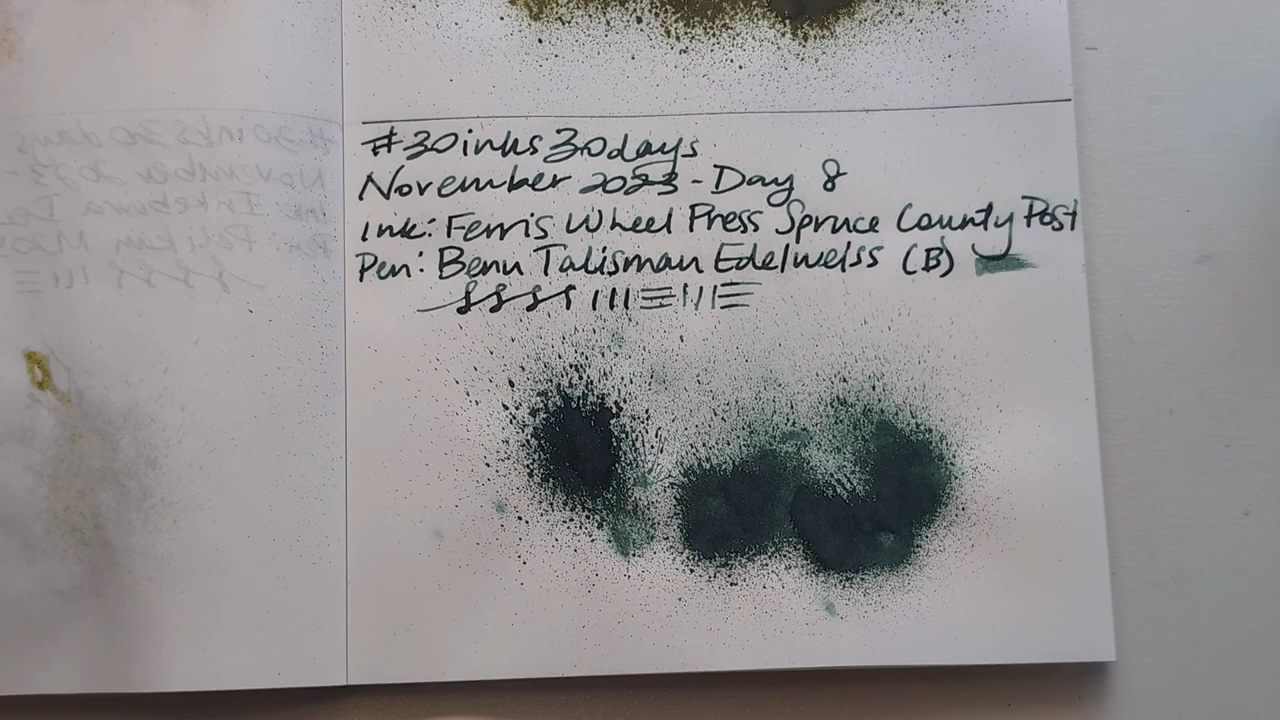 #30inks30days
November 2023 - Day 8
Ink: Ferris Wheel Press Spruce County Post
Pen: Benu Talisman Edelweiss (B)